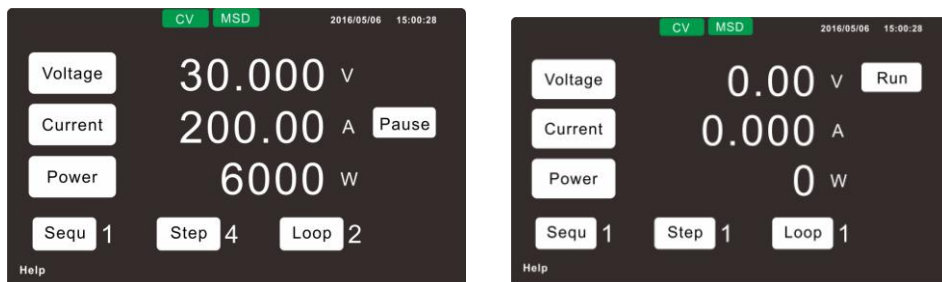 CV MSD 2016/05/06 15:00:28
Voltage 30.000 V
Current 200.00 A Pause
Power 6000 W
Sequ 1 Step 4 Loop 2
Help
CV MSD 2016/05/06 15:00:28
Voltage 0.00 V Run
Current 0.000 A
Power 0 W
Sequ 1 Step 1 Loop 1
Help